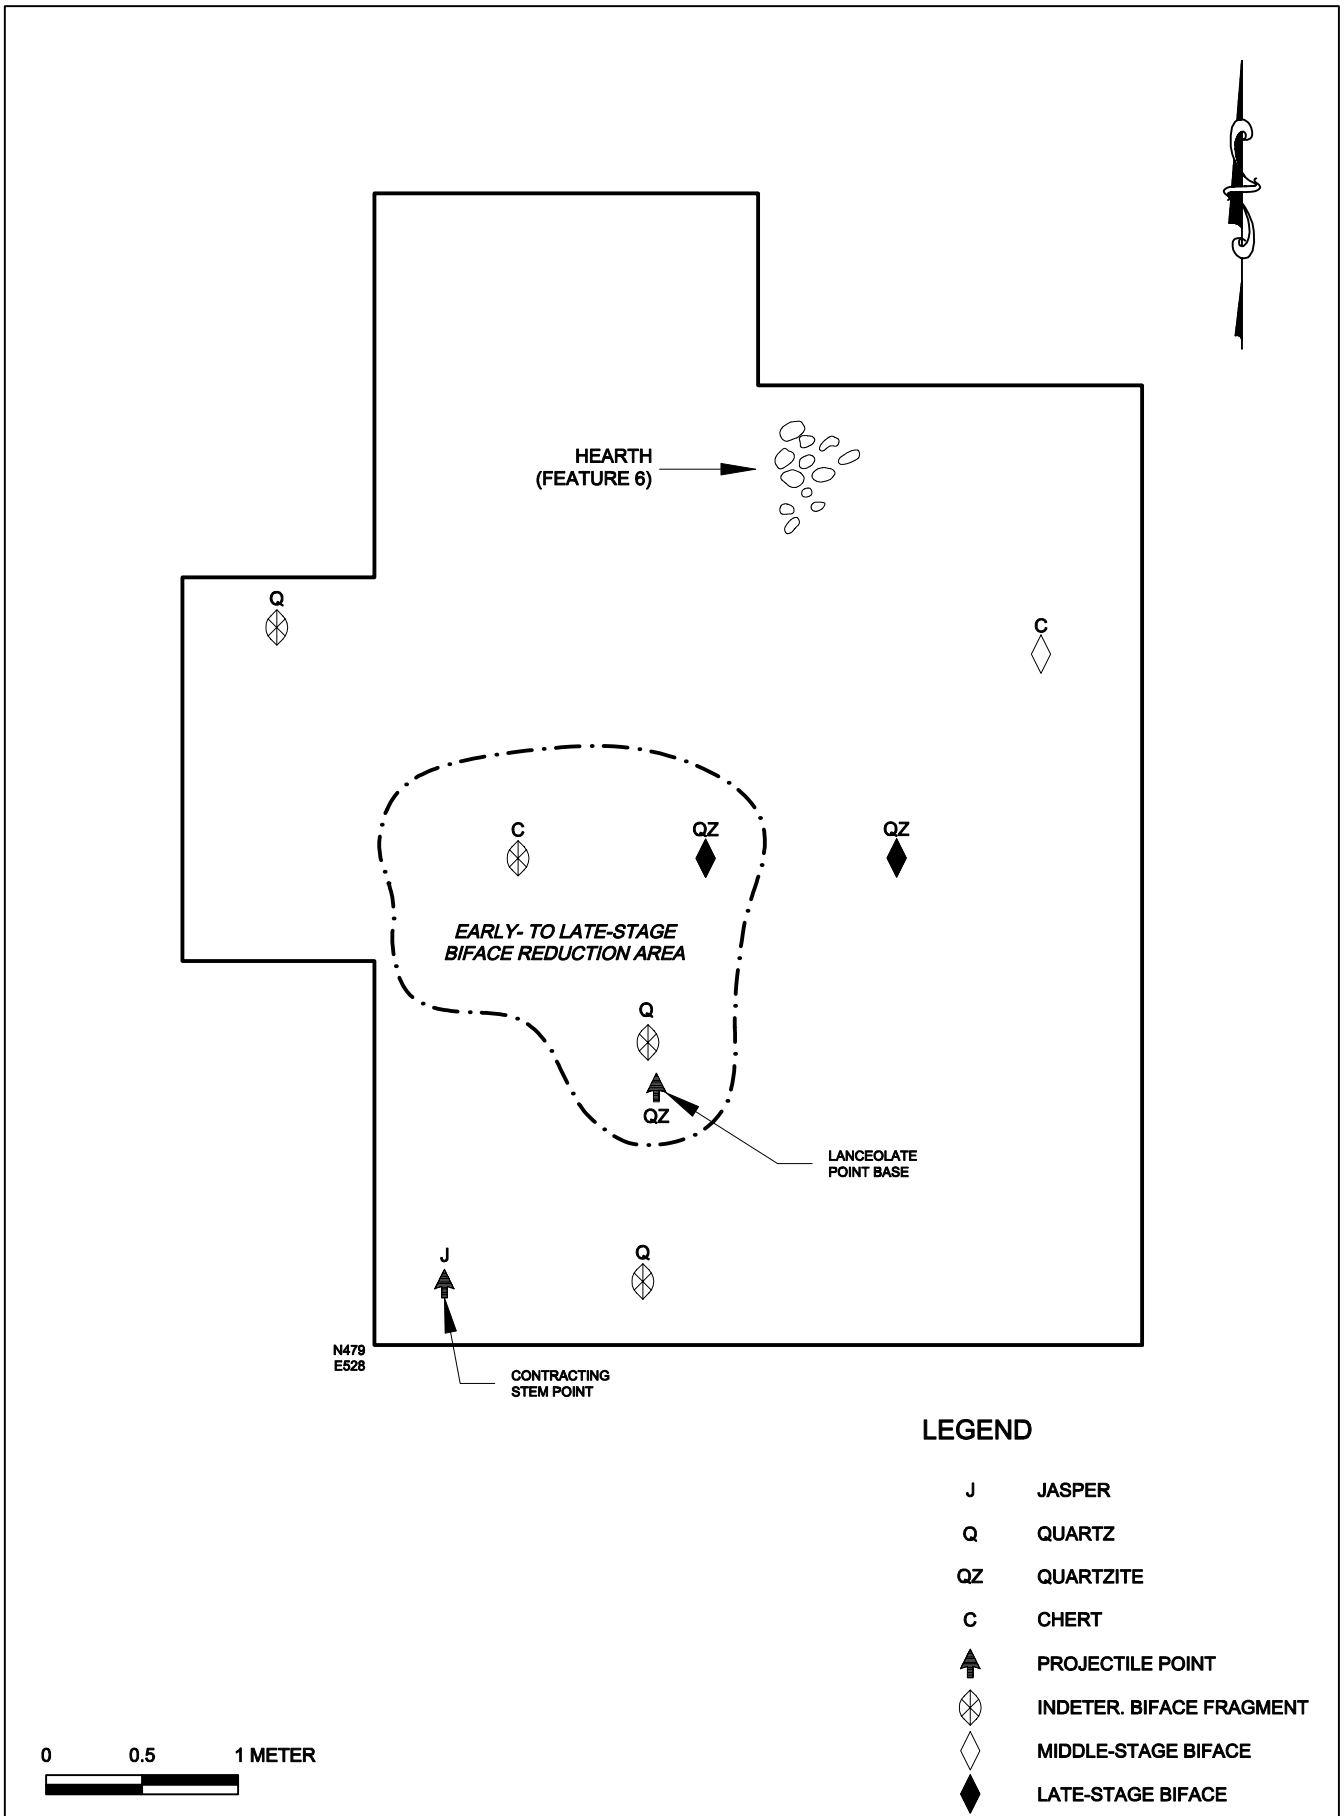 HEARTH
(FEATURE 6)
Q
C
C
QZ
QZ
EARLY- TO LATE-STAGE
BIFACE REDUCTION AREA
Q
QZ
LANCEOLATE
POINT BASE
J
Q
N479
E528
CONTRACTING
STEM POINT
LEGEND
J JASPER
Q QUARTZ
QZ QUARTZITE
C CHERT
PROJECTILE POINT
INDETER. BIFACE FRAGMENT
MIDDLE-STAGE BIFACE
LATE-STAGE BIFACE
0 0.5 1 METER